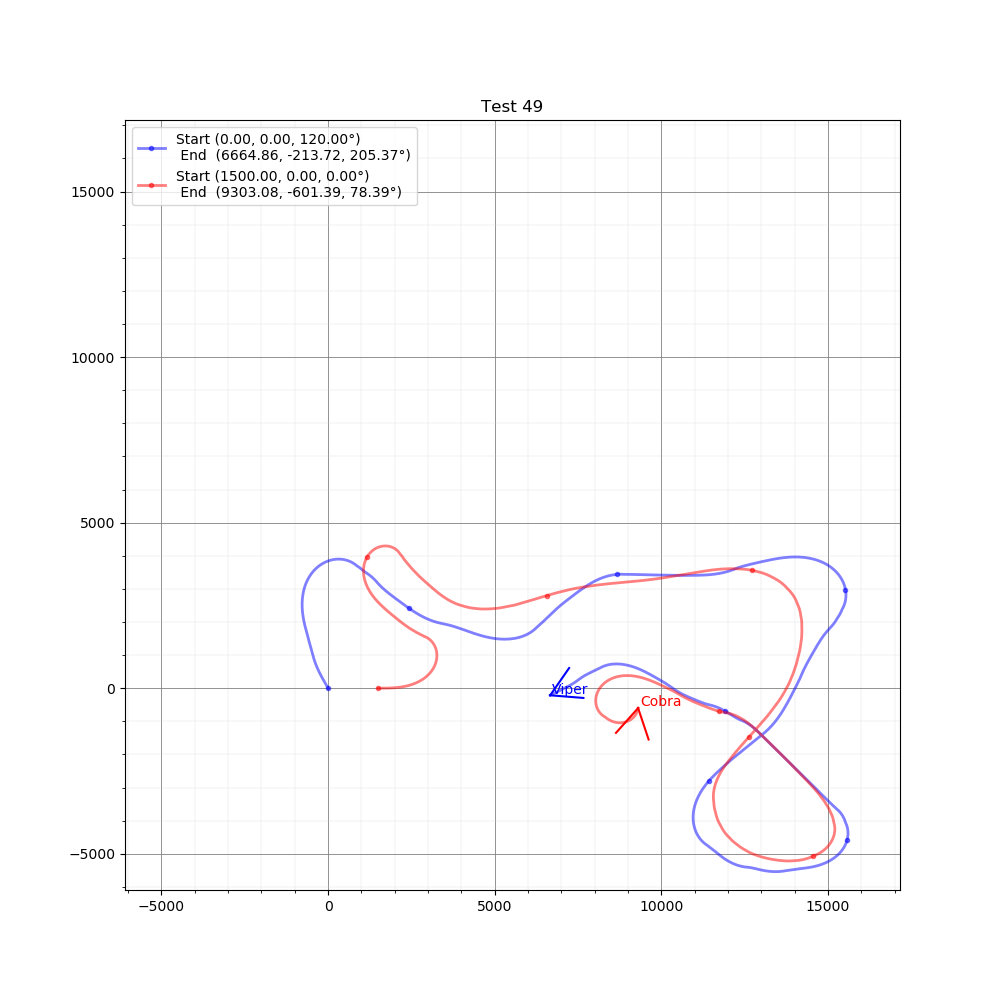 Test 49
Start (0.00, 0.00, 120.00°)
End  (6664.86, -213.72, 205.37°)
Start (1500.00, 0.00, 0.00°)
End  (9303.08, -601.39, 78.39°)
15000
10000
5000
0
−5000
Viper
Cobra
−5000
0
5000
10000
15000